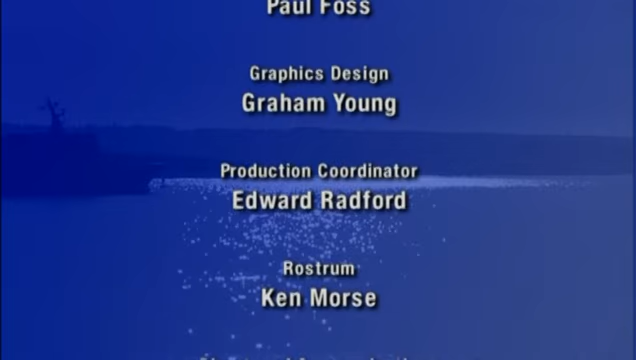 Paul Foss
Graphics Design
Graham Young
Production Coordinator
Edward Radford
Rostrum
Ken Morse